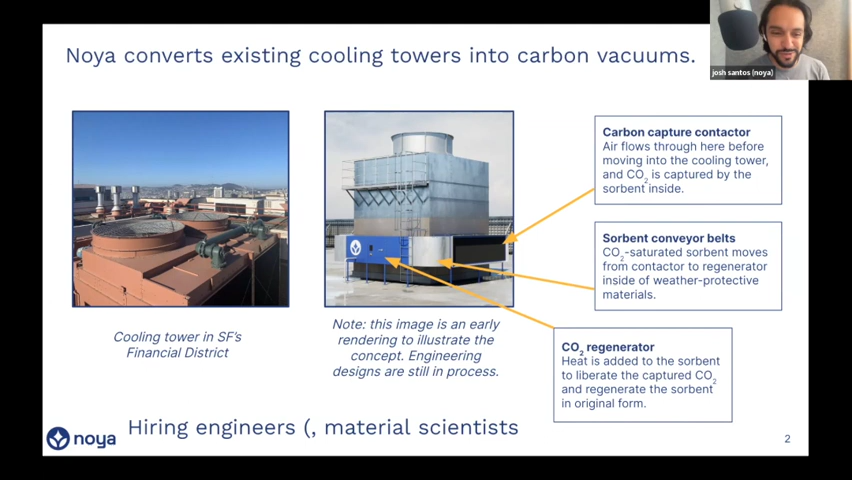 Noya converts existing cooling towers into carbon vacuums.
josh santos (noya)
Carbon capture contactor
Air flows through here before
moving into the cooling tower,
and CO2 is captured by the
sorbent inside.
Sorbent conveyor belts
CO2-saturated sorbent moves
from contactor to regenerator
inside of weather-protective
materials.
Cooling tower in SF's
Financial District
Note: this image is an early
rendering to illustrate the
concept. Engineering
designs are still in process.
CO2 regenerator
Heat is added to the sorbent
to liberate the captured CO2
and regenerate the sorbent
in original form.
noya
Hiring engineers (, material scientists
2